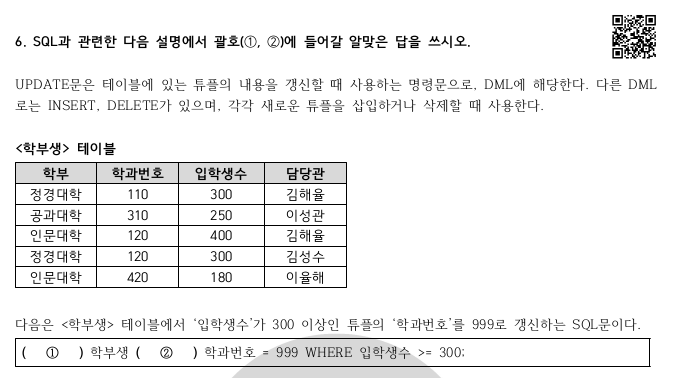 6. SQL과 관련한 다음 설명에서 괄호(①, ②)에 들어갈 알맞은 답을 쓰시오.
UPDATE문은 테이블에 있는 튜플의 내용을 갱신할 때 사용하는 명령문으로, DML에 해당한다. 다른 DML
로는 INSERT, DELETE가 있으며, 각각 새로운 튜플을 삽입하거나 삭제할 때 사용한다.
<학부생> 테이블
학부 학과번호 입학생수 담당관
정경대학 110 300 김해율
공과대학 310 250 이성관
인문대학 120 400 김해율
정경대학 120 300 김성수
인문대학 420 180 이율해
다음은 <학부생> 테이블에서 '입학생수'가 300 이상인 튜플의 '학과번호'를 999로 갱신하는 SQL문이다.
( ① ) 학부생 ( ② ) 학과번호 = 999 WHERE 입학생수 >= 300;